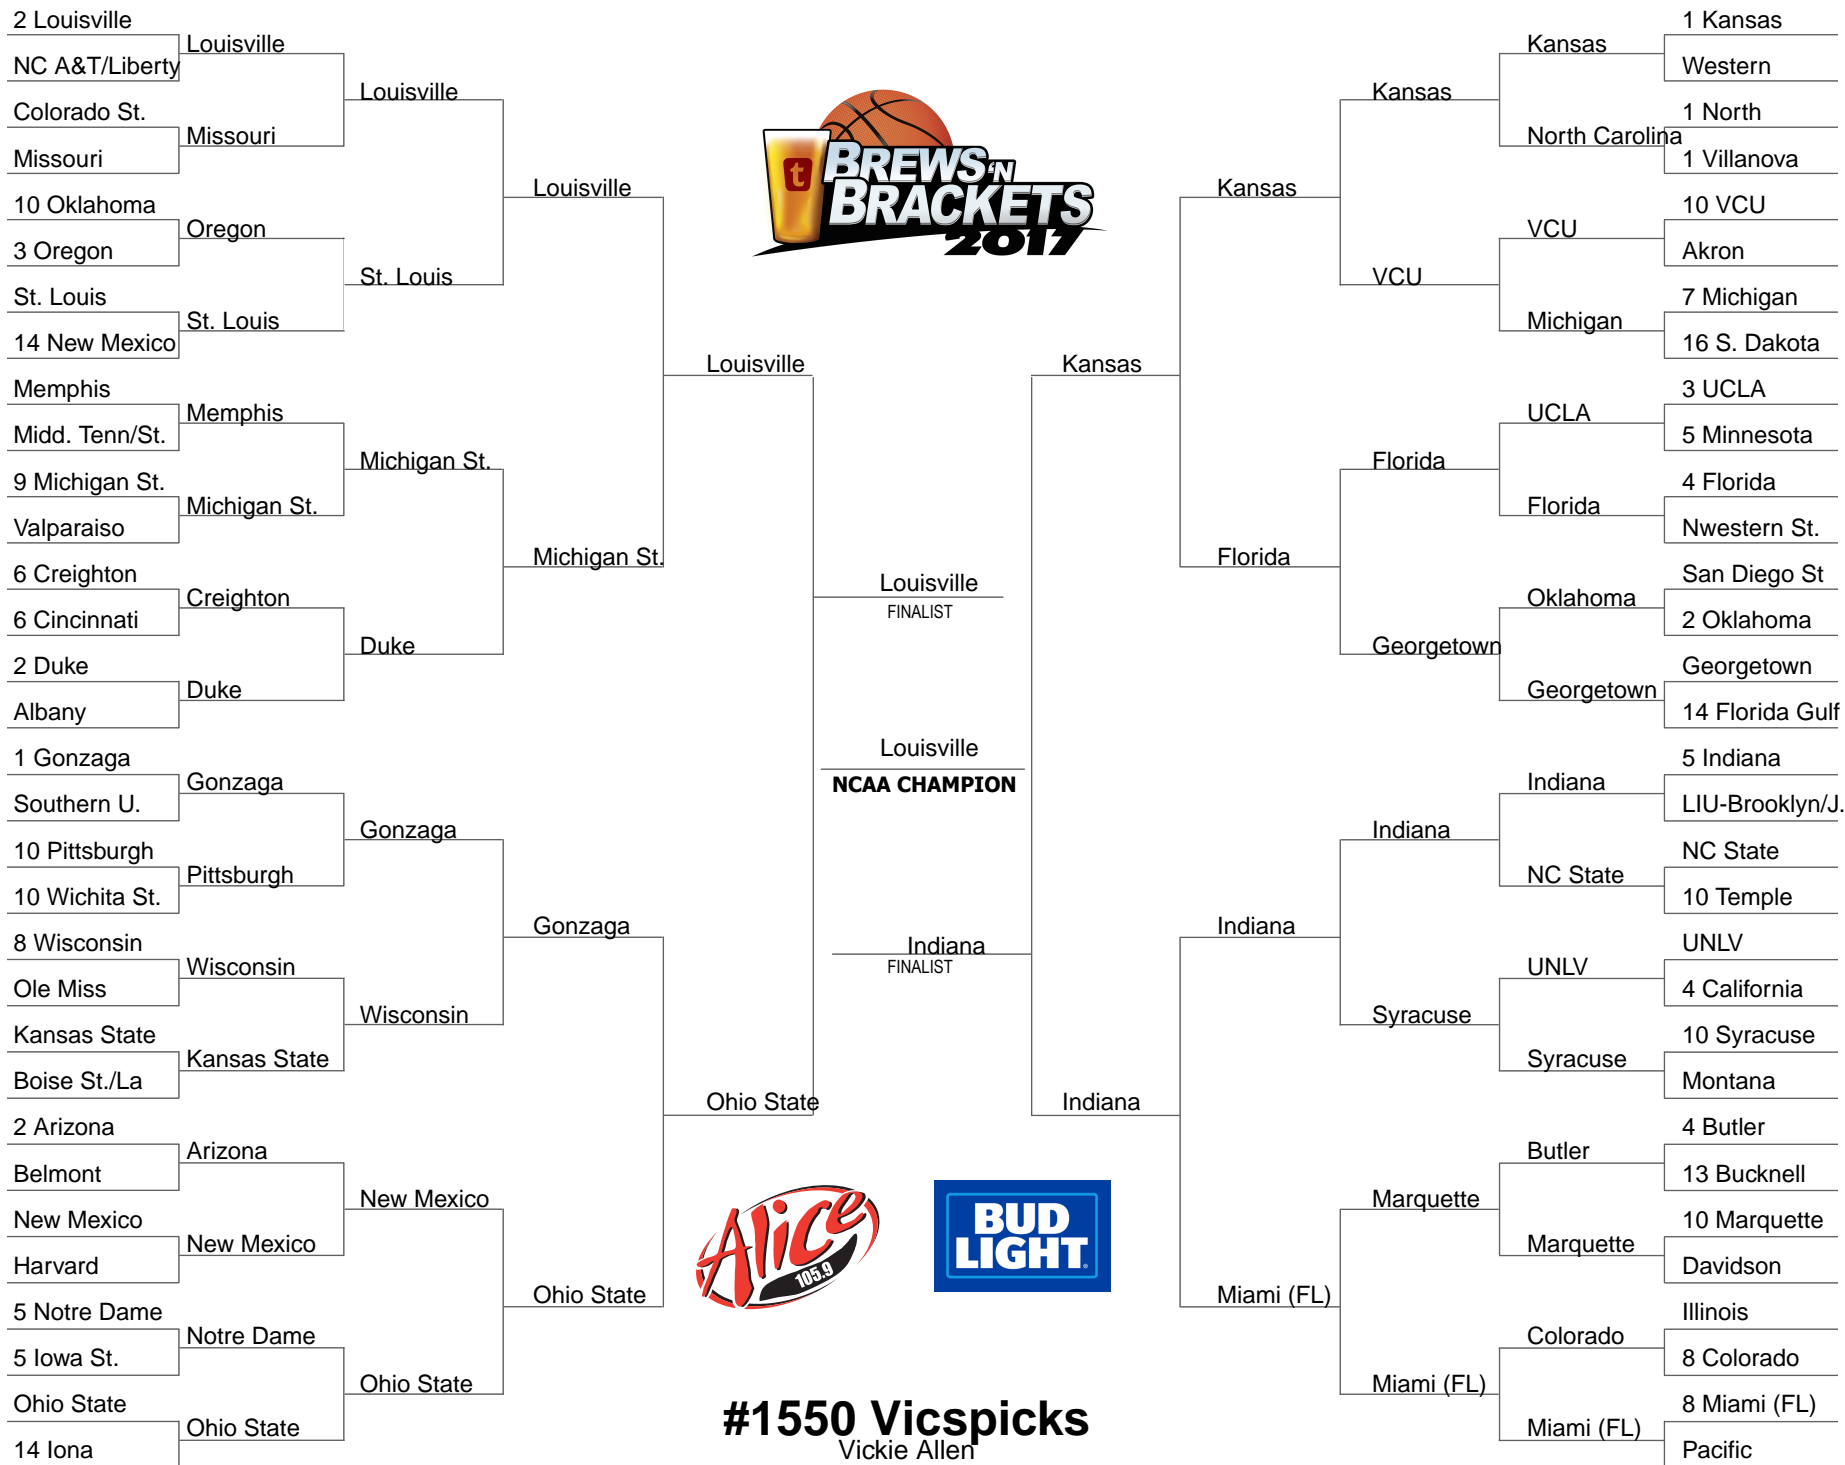 2 Louisville
NC A&T/Liberty
Colorado St.
Missouri
10 Oklahoma
3 Oregon
St. Louis
14 New Mexico
Memphis
Midd. Tenn/St.
9 Michigan St.
Valparaiso
6 Creighton
6 Cincinnati
2 Duke
Albany
1 Gonzaga
Southern U.
10 Pittsburgh
10 Wichita St.
8 Wisconsin
Ole Miss
Kansas State
Boise St./La
2 Arizona
Belmont
New Mexico
Harvard
5 Notre Dame
5 Iowa St.
Ohio State
14 Iona
Louisville
Missouri
Oregon
St. Louis
Memphis
Michigan St.
Creighton
Duke
Gonzaga
Pittsburgh
Wisconsin
Kansas State
Arizona
New Mexico
Notre Dame
Ohio State
Louisville
St. Louis
Michigan St.
Duke
Gonzaga
Wisconsin
New Mexico
Ohio State
Louisville
Michigan St.
Gonzaga
Ohio State
Louisville
Ohio State
t
BREWS 'N
BRACKETS
2017
Louisville
FINALIST
Louisville
NCAA CHAMPION
Indiana
FINALIST
Alice
105.9
BUD
LIGHT
#1550 Vicspicks
Vickie Allen
Kansas
Indiana
Kansas
Florida
Indiana
Miami (FL)
Kansas
VCU
Florida
Georgetown
Indiana
Syracuse
Marquette
Miami (FL)
Kansas
North Carolina
VCU
Michigan
UCLA
Florida
Oklahoma
Georgetown
Indiana
NC State
UNLV
Syracuse
Butler
Marquette
Colorado
Miami (FL)
1 Kansas
Western
1 North
1 Villanova
10 VCU
Akron
7 Michigan
16 S. Dakota
3 UCLA
5 Minnesota
4 Florida
Nwestern St.
San Diego St
2 Oklahoma
Georgetown
14 Florida Gulf
5 Indiana
LIU-Brooklyn/J.
NC State
10 Temple
UNLV
4 California
10 Syracuse
Montana
4 Butler
13 Bucknell
10 Marquette
Davidson
Illinois
8 Colorado
8 Miami (FL)
Pacific